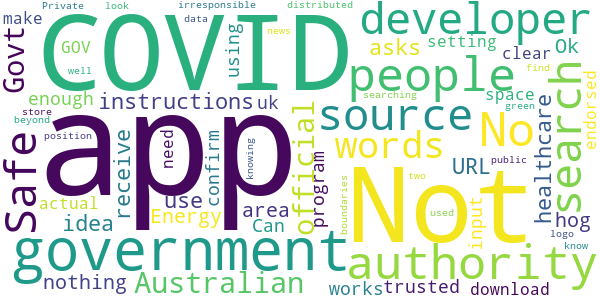 Private look irresponsible distributed
make data
Govt GOV COVID developer
using asks setting clear Ok
news people find
well searching
enough instructions uk source space green search endorsed
store
beyond Safe app receive need confirm official program No
position knowing words healthcare
actual use area URL public
idea Energy Can boundaries Not two input hog
government used logo know
authority
nothing Australian works trusted download